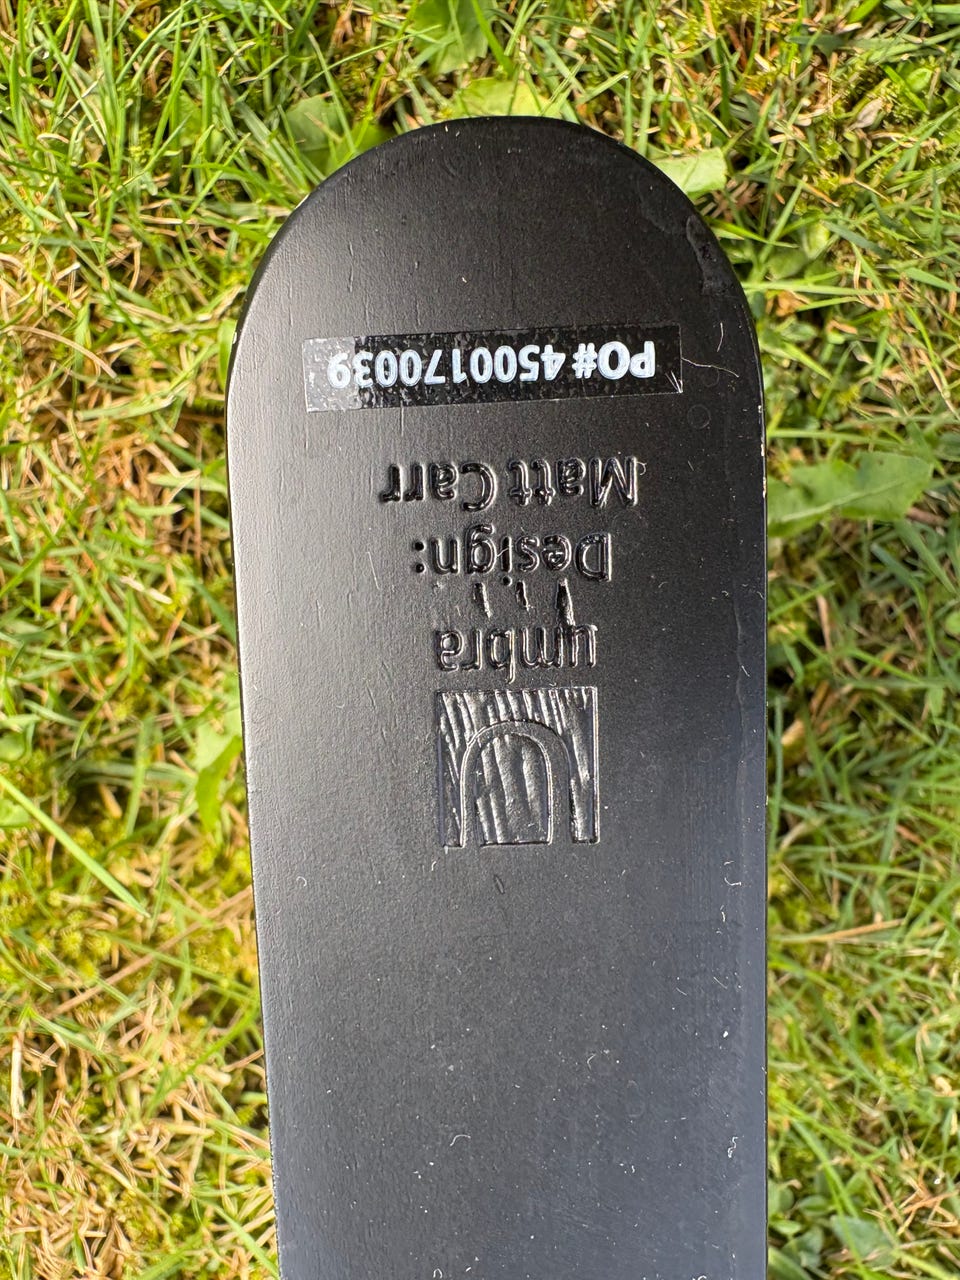 umbra
Design:
Matt Carr
PO# 4500170039